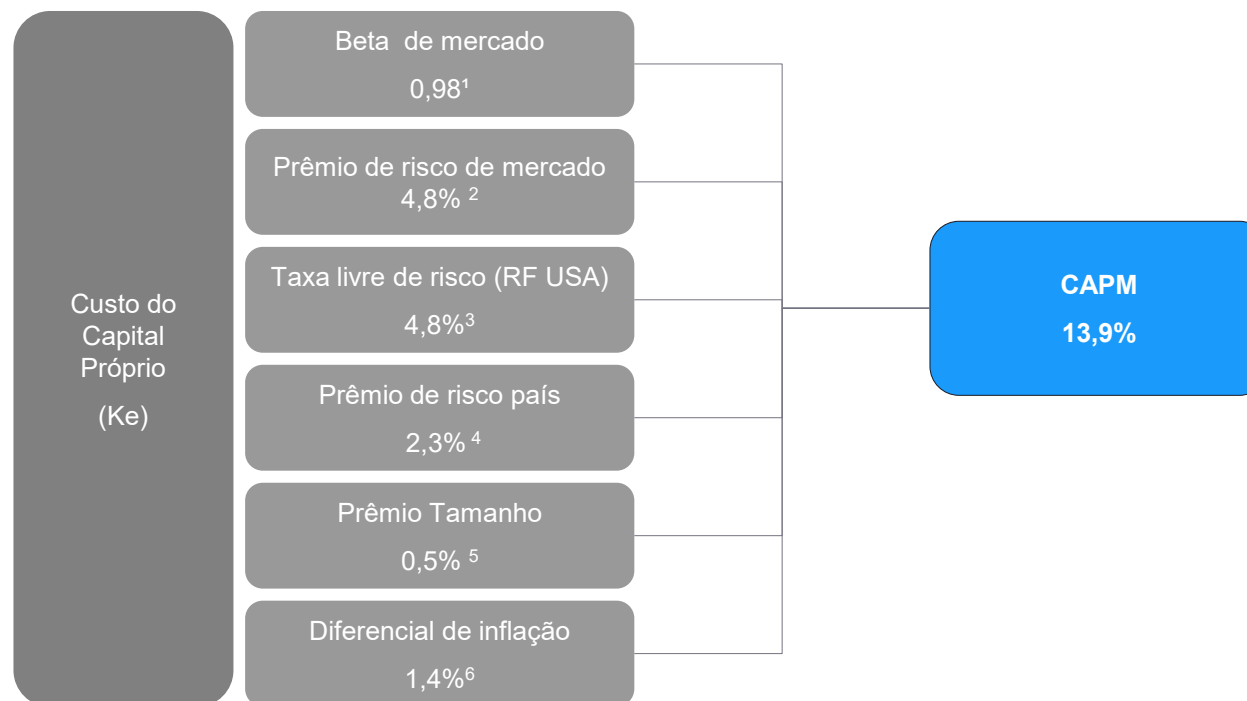 Custo do
Capital
Próprio
(Ke)
Beta de mercado
0,98¹
Prêmio de risco de mercado
4,8% ²
Taxa livre de risco (RF USA)
4,8%³
Prêmio de risco país
2,3% ⁴
Prêmio Tamanho
0,5% ⁵
Diferencial de inflação
1,4%⁶
CAPM
13,9%